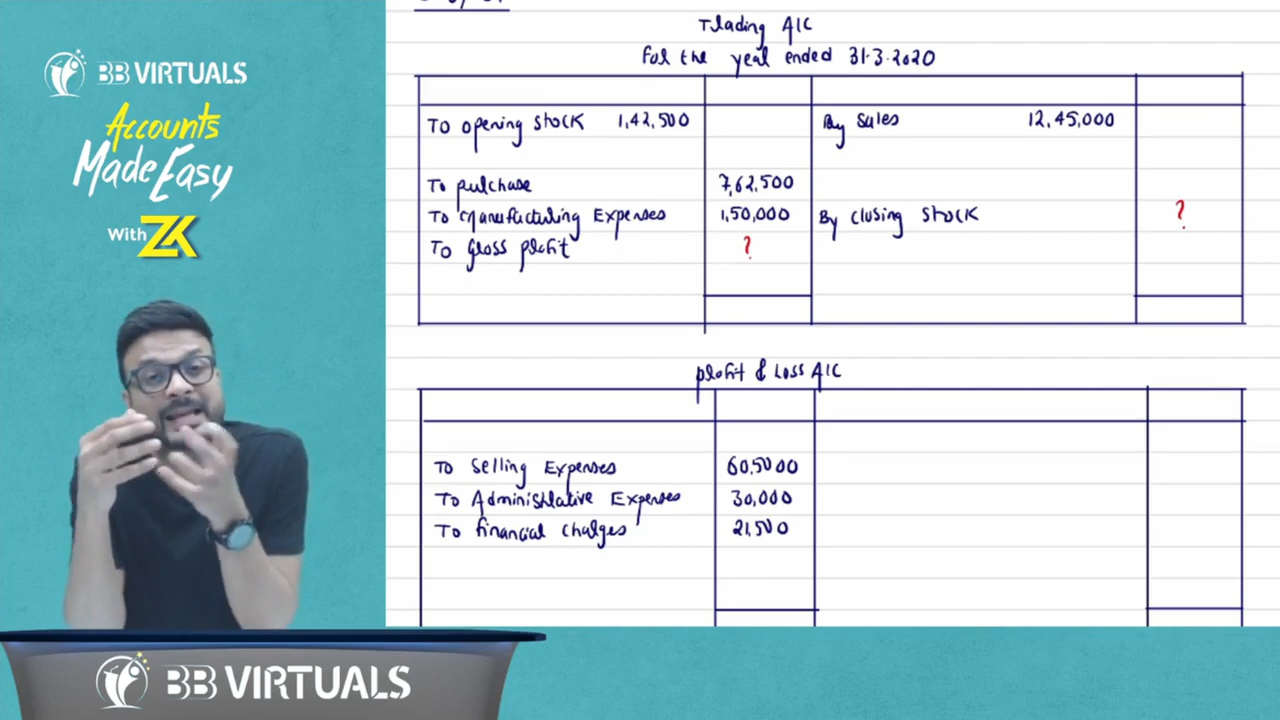 BB VIRTUALS
Accounts
Made Easy
With ZK
Trading A/C
For the year ended 31.3.2020
To opening stock 1,42,500 By Sales 12,45,000
To purchase 7,62,500
To Manufacturing Expenses 1,50,000 By closing stock ?
To Gross profit ?
profit & Loss A/C
To Selling Expenses 60,5000
To Administrative Expenses 30,000
To financial charges 21,500
BB VIRTUALS